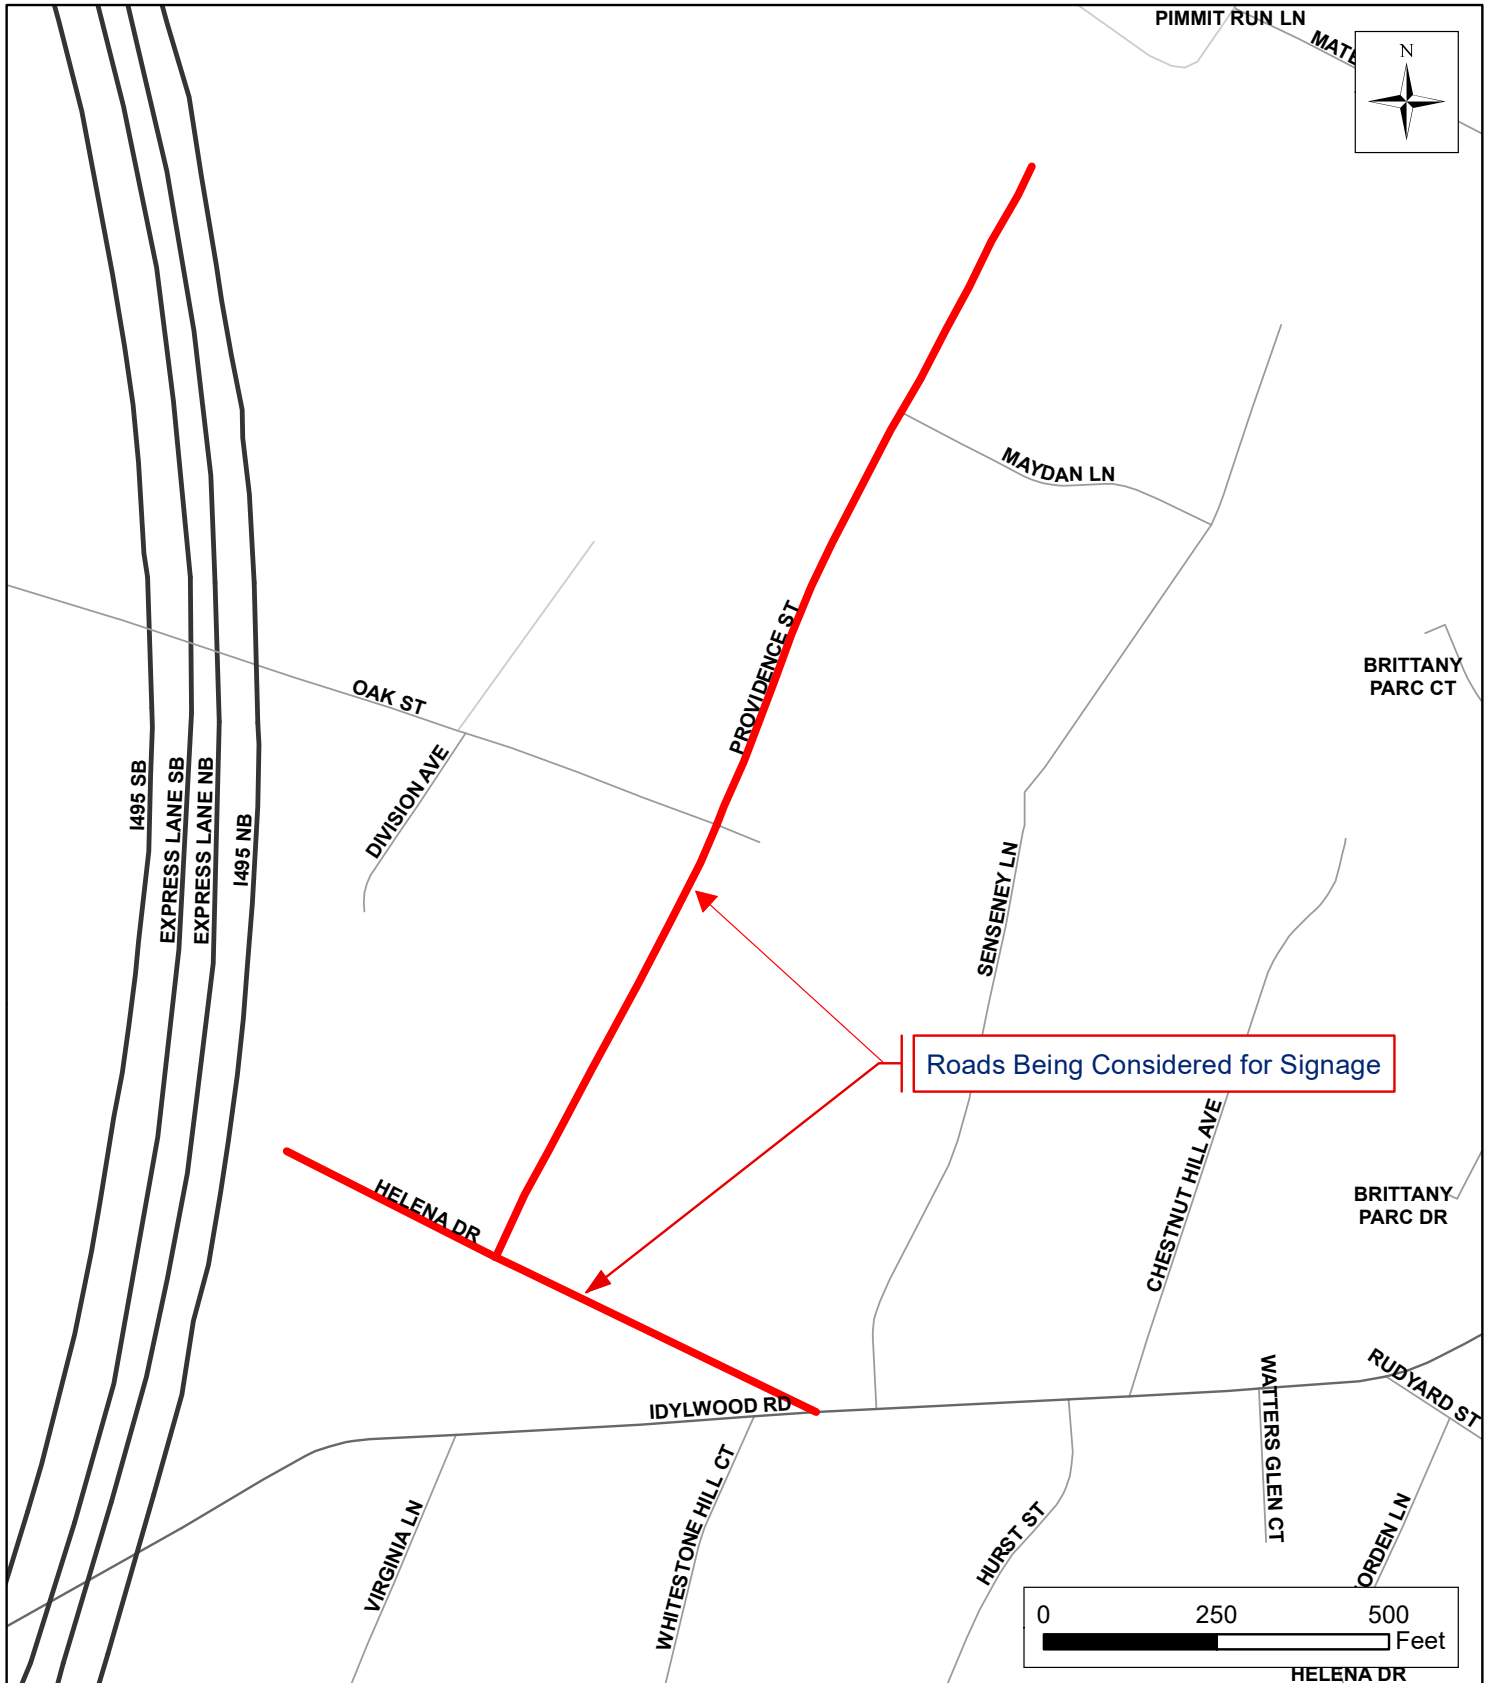 PIMMIT RUN LN
N
MAYDAN LN
PROVIDENCE ST
BRITTANY
PARC CT
OAK ST
DIVISION AVE
I495 SB
EXPRESS LANE SB
EXPRESS LANE NB
I495 NB
SENSENEY LN
Roads Being Considered for Signage
CHESTNUT HILL AVE
HELENA DR
BRITTANY
PARC DR
IDYLWOOD RD
WATTERS GLEN CT
RUDYARD ST
VIRGINIA LN
WHITESTONE HILL CT
HURST ST
ORDEN LN
0 250 500
Feet
HELENA DR